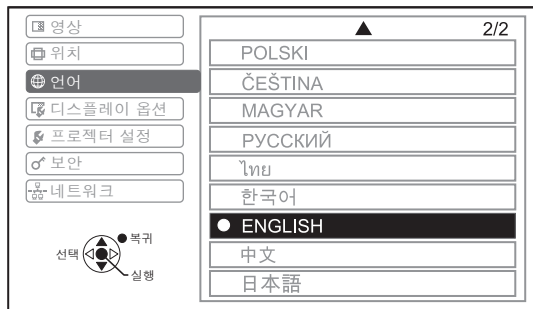 영상
위치
언어
디스플레이 옵션
프로젝터 설정
보안
네트워크
선택
복귀
실행
2/2
POLSKI
ČEŠTINA
MAGYAR
РУССКИЙ
ไทย
한국어
ENGLISH
中文
日本語